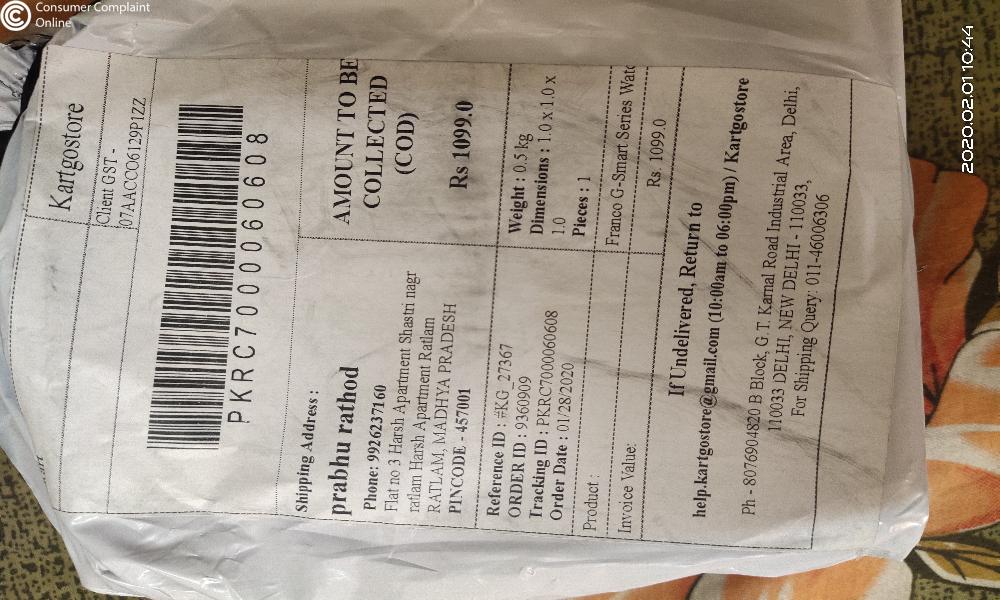 Consumer Complaint
Online
2020.02.01 10:44
Kartgostore
Client GST -
07AACCO6129P1ZZ
PKRC7000060608
Shipping Address :
prabhu rathod
Phone: 9926237160
Flat no 3 Harsh Apartment Shastri nagr
ratlam Harsh Apartment Ratlam
RATLAM, MADHYA PRADESH
PINCODE - 457001
AMOUNT TO BE
COLLECTED
(COD)
Rs 1099.0
Reference ID : #KG_27367
ORDER ID : 9360909
Tracking ID : PKRC7000060608
Order Date : 01/28/2020
Weight : 0.5 kg
Dimensions : 1.0 x 1.0 x
1.0
Pieces : 1
Product : Franco G-Smart Series Watc
Invoice Value: Rs. 1099.0
If Undelivered, Return to
help.kartgostore@gmail.com (10:00am to 06:00pm) / Kartgostore
Ph - 8076904820 B Block, G.T. Karnal Road Industrial Area, Delhi,
110033 DELHI, NEW DELHI - 110033,
For Shipping Query: 011-46006306